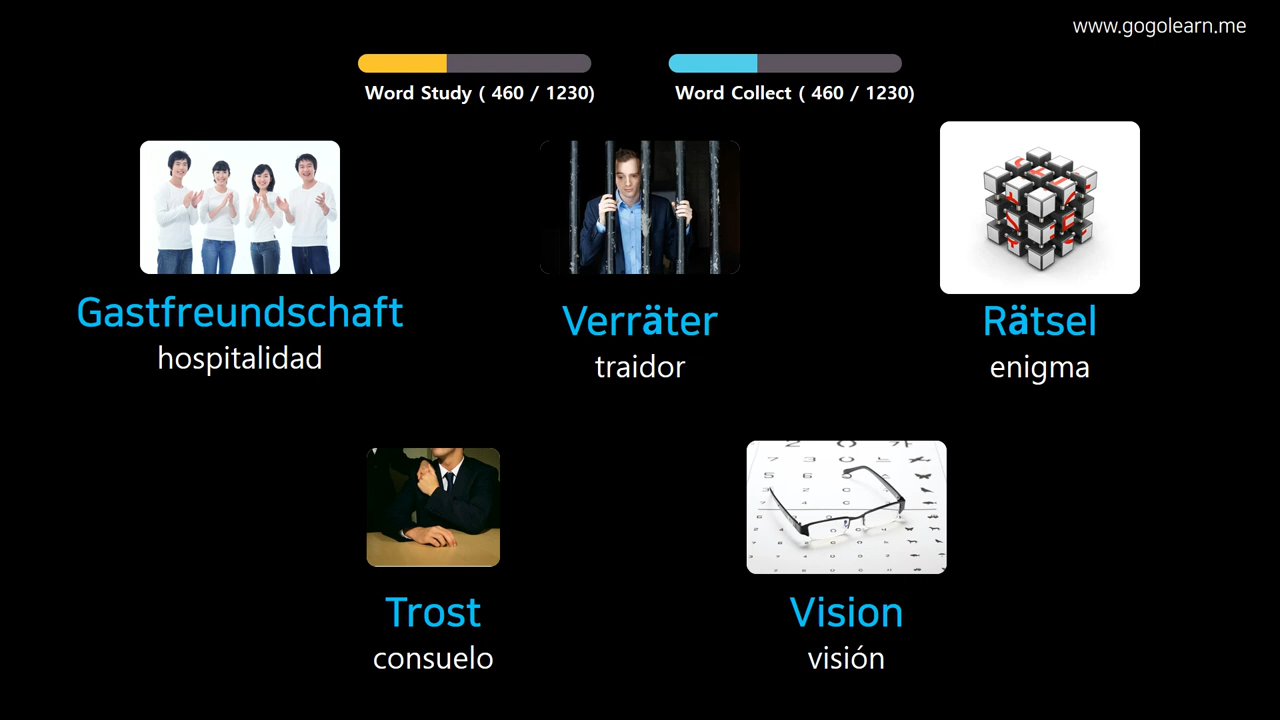 www.gogolearn.me
Word Study ( 460 / 1230)
Word Collect ( 460 / 1230)
Gastfreundschaft
hospitalidad
Verräter
traidor
Rätsel
enigma
Trost
consuelo
Vision
visión